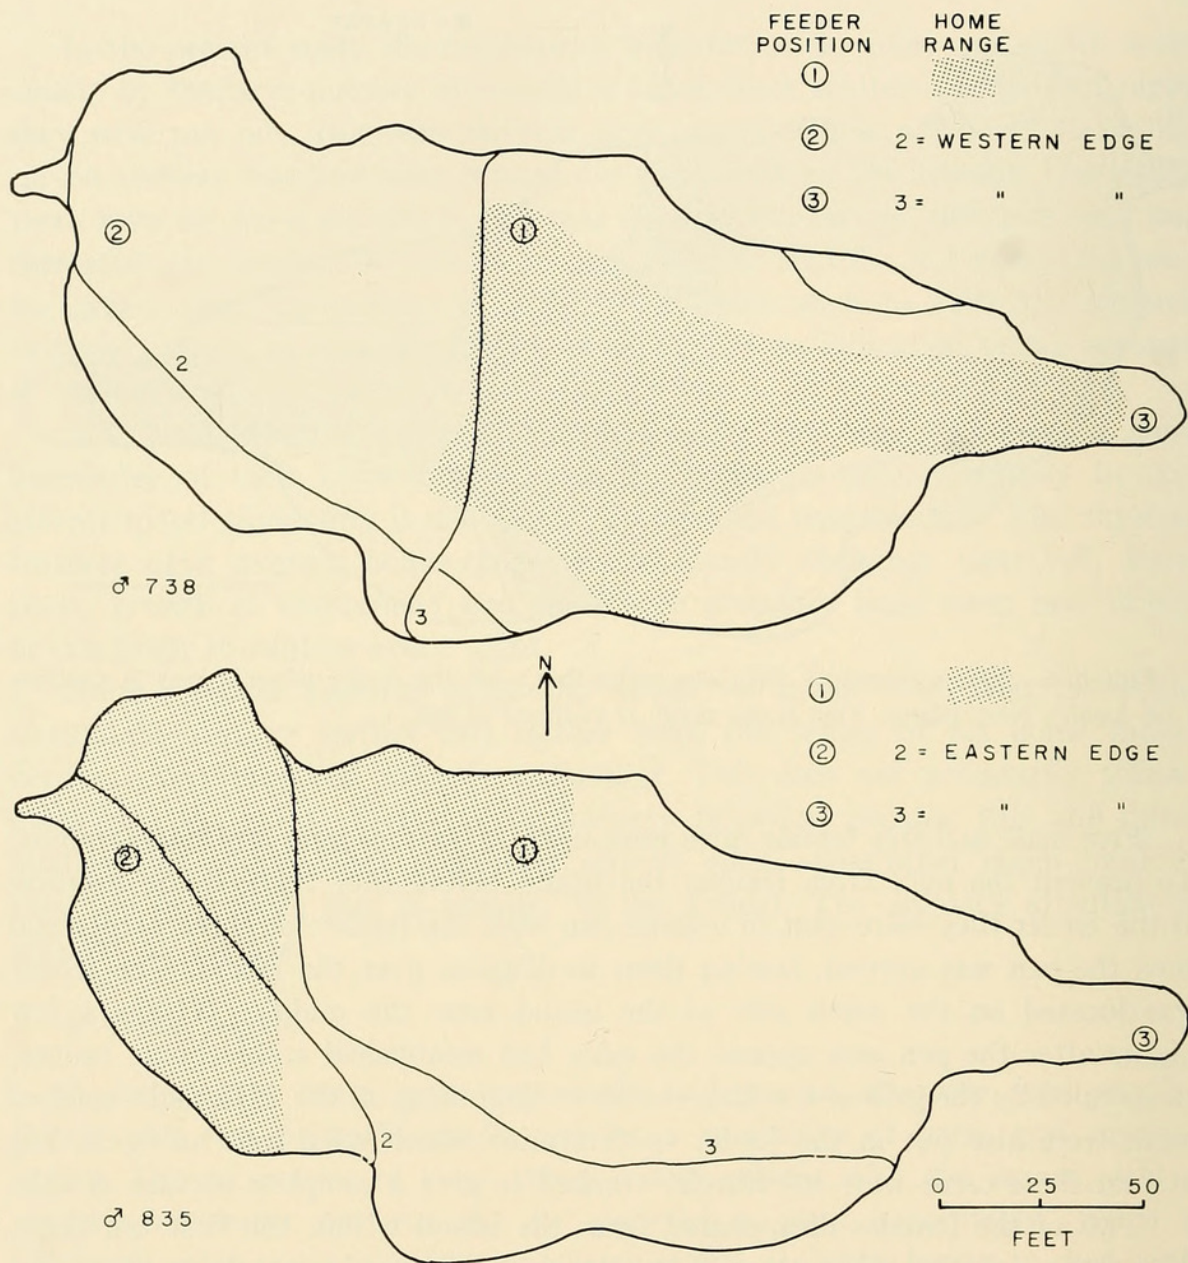 FEEDER POSITION HOME RANGE
①
② 2 = WESTERN EDGE
③ 3 = " "
②
①
2
③
♂ 738
3
N
①
② 2 = EASTERN EDGE
③ 3 = " "
②
①
③
2
3
♂ 835
0 25 50
FEET